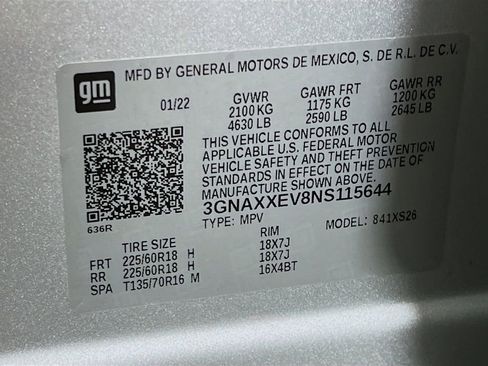 gm
MFD BY GENERAL MOTORS DE MEXICO, S. DE R.L. DE C.V.
01/22 GVWR GAWR FRT GAWR RR
2100 KG 1175 KG 1200 KG
4630 LB 2590 LB 2645 LB
THIS VEHICLE CONFORMS TO ALL
APPLICABLE U.S. FEDERAL MOTOR
VEHICLE SAFETY AND THEFT PREVENTION
STANDARDS IN EFFECT ON THE DATE OF
MANUFACTURE SHOWN ABOVE.
3GNAXXEV8NS115644
636R TYPE: MPV MODEL: 841XS26
TIRE SIZE RIM
FRT 225/60R18 H 18X7J
RR 225/60R18 H 18X7J
SPA T135/70R16 M 16X4BT